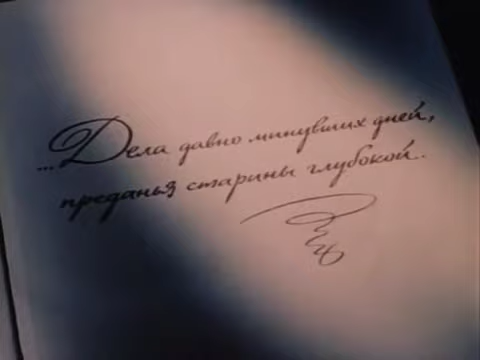 ...Дела давно минувших дней,
преданья старины глубокой..